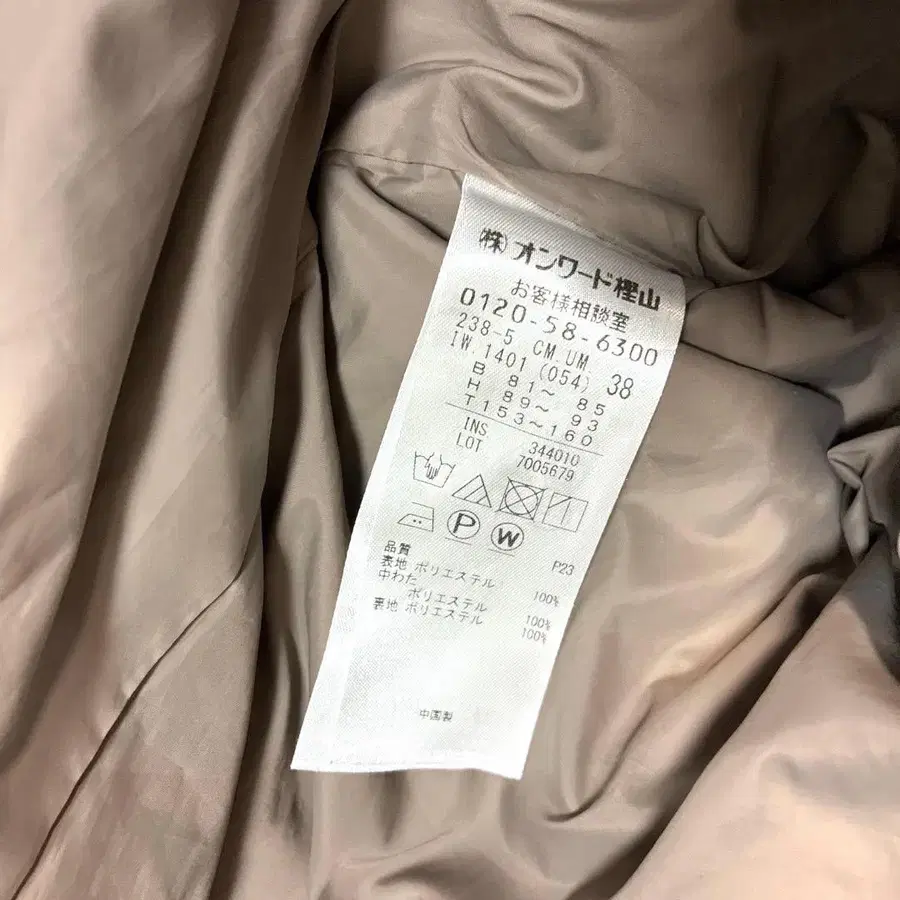 ㈱オンワード樫山
お客様相談室
0120-58-6300
238-5 CM.UM.
IW.1401 (054) 38
B 81〜 85
H 89〜 93
T153〜160
INS 344010
LOT 7005679
P W
品質 P23
表地 ポリエステル: 100%
中わた
ポリエステル 100%
裏地 ポリエステル 100%
中国製